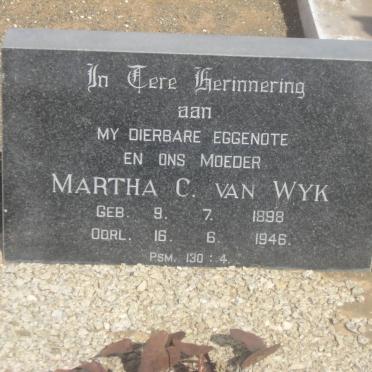 In Tere Herinnering
aan
MY DIERBARE EGGENOTE
EN ONS MOEDER
MARTHA C. VAN WYK
GEB. 9. 7. 1898
OORL. 16. 6. 1946.
PSM. 130 : 4.